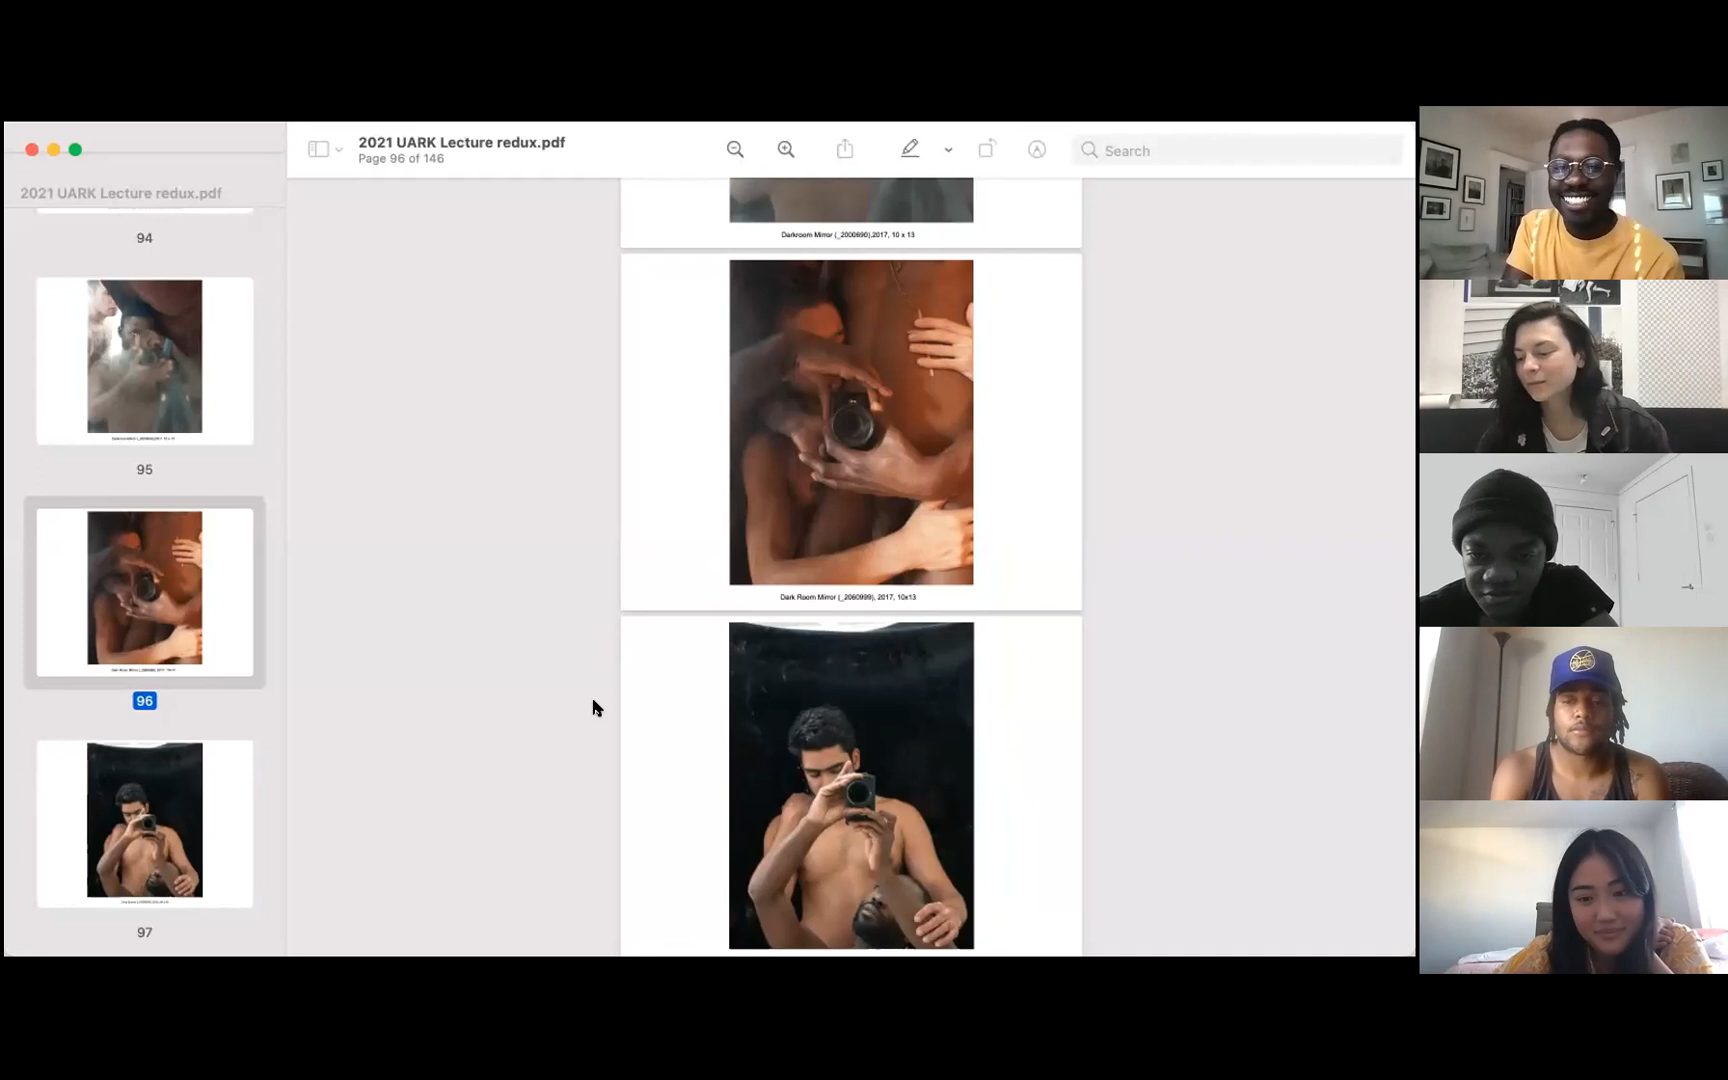 2021 UARK Lecture redux.pdf
94
95
96
97
2021 UARK Lecture redux.pdf
Page 96 of 146
Search
Darkroom Mirror (_2000690),2017, 10 x 13
Dark Room Mirror (_2060999), 2017, 10x13